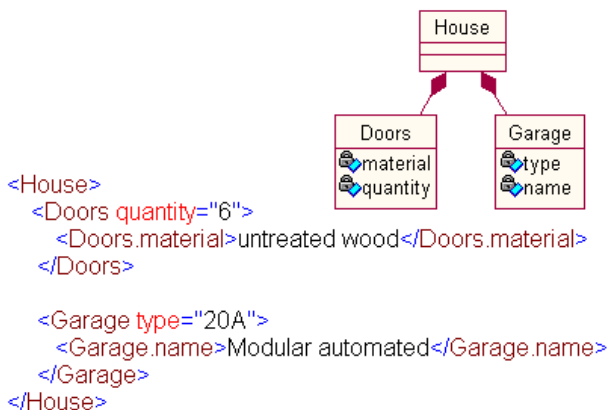 House
Doors
material
quantity
Garage
type
name
<House>
<Doors quantity="6">
<Doors.material>untreated wood</Doors.material>
</Doors>
<Garage type="20A">
<Garage.name>Modular automated</Garage.name>
</Garage>
</House>